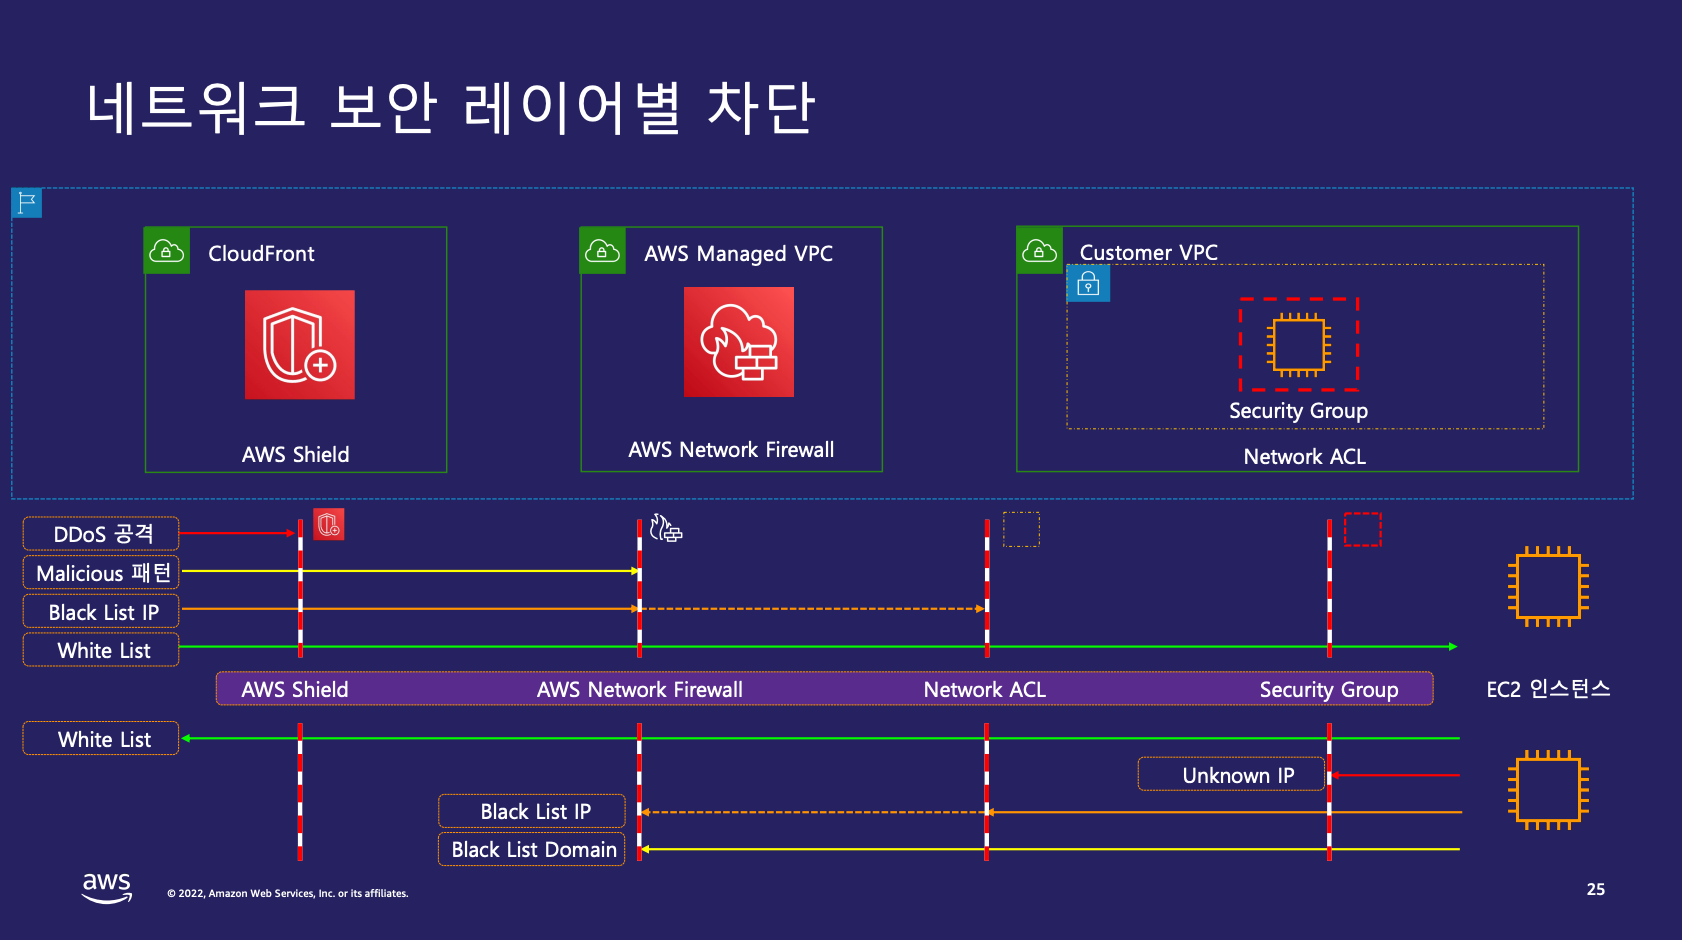 네트워크 보안 레이어별 차단
CloudFront
AWS Shield
AWS Managed VPC
AWS Network Firewall
Customer VPC
Security Group
Network ACL
DDoS 공격
Malicious 패턴
Black List IP
White List
AWS Shield
AWS Network Firewall
Network ACL
Security Group
EC2 인스턴스
White List
Unknown IP
Black List IP
Black List Domain
aws
© 2022, Amazon Web Services, Inc. or its affiliates.
25